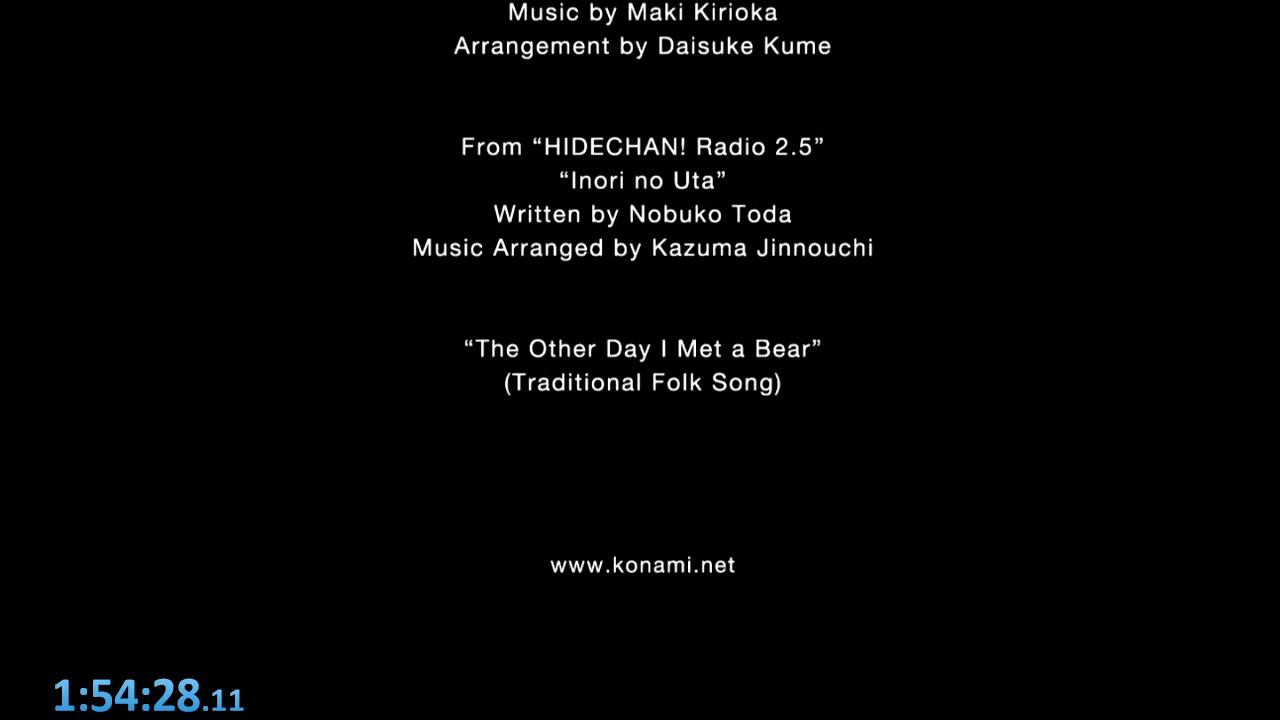 Music by Maki Kirioka
Arrangement by Daisuke Kume
From “HIDECHAN! Radio 2.5”
“Inori no Uta”
Written by Nobuko Toda
Music Arranged by Kazuma Jinnouchi
“The Other Day I Met a Bear”
(Traditional Folk Song)
www.konami.net
1:54:28.11